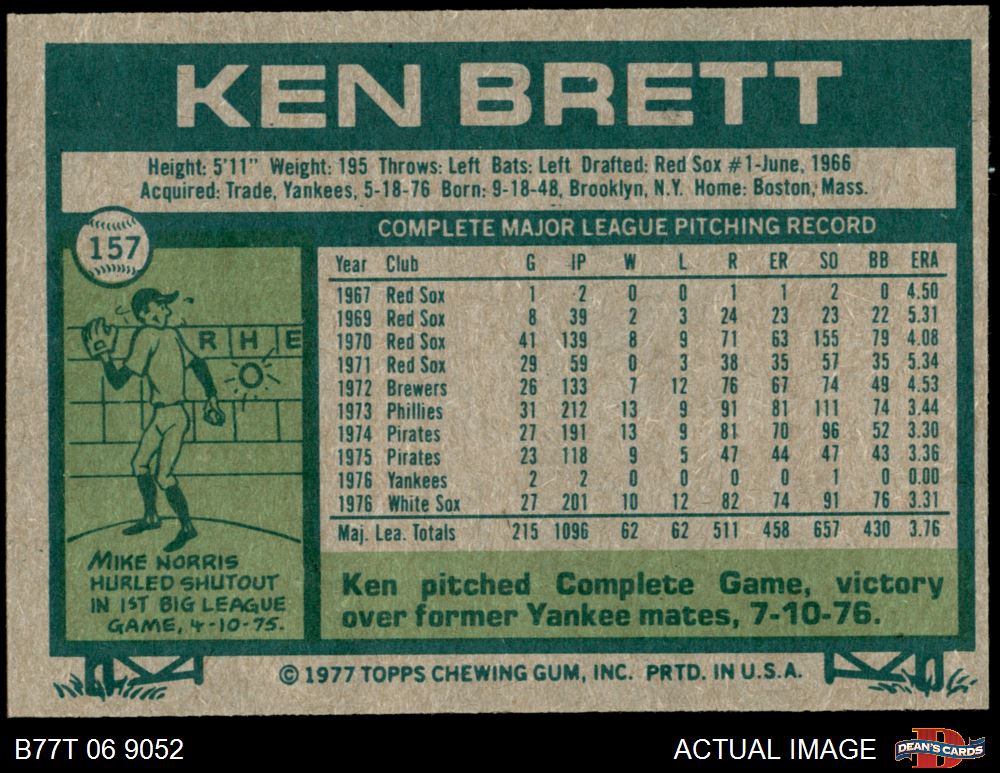 KEN BRETT
Height: 5'11" Weight: 195 Throws: Left Bats: Left Drafted: Red Sox #1-June, 1966
Acquired: Trade, Yankees, 5-18-76 Born: 9-18-48, Brooklyn, N.Y. Home: Boston, Mass.
157
COMPLETE MAJOR LEAGUE PITCHING RECORD
Year Club G IP W L R ER SO BB ERA
1967 Red Sox 1 2 0 0 1 1 2 0 4.50
1969 Red Sox 8 39 2 3 24 23 23 22 5.31
1970 Red Sox 41 139 8 9 71 63 155 79 4.08
1971 Red Sox 29 59 0 3 38 35 57 35 5.34
1972 Brewers 26 133 7 12 76 67 74 49 4.53
1973 Phillies 31 212 13 9 91 81 111 74 3.44
1974 Pirates 27 191 13 9 81 70 96 52 3.30
1975 Pirates 23 118 9 5 47 44 47 43 3.36
1976 Yankees 2 2 0 0 0 0 1 0 0.00
1976 White Sox 27 201 10 12 82 74 91 76 3.31
Maj. Lea. Totals 215 1096 62 62 511 458 657 430 3.76
R H E
O
MIKE NORRIS
HURLED SHUTOUT
IN 1ST BIG LEAGUE
GAME, 4-10-75.
Ken pitched Complete Game, victory
over former Yankee mates, 7-10-76.
© 1977 TOPPS CHEWING GUM, INC. PRTD. IN U.S.A.
B77T 06 9052
ACTUAL IMAGE
D
DEAN'S CARDS